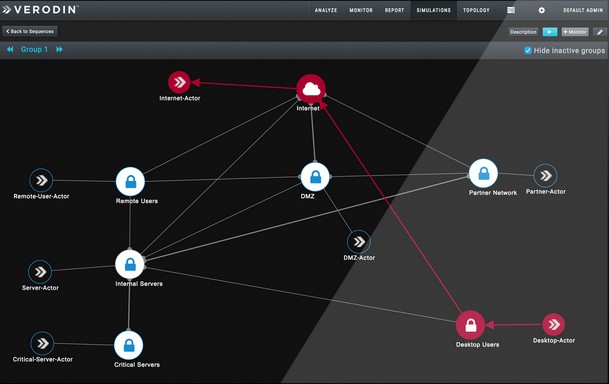 VERODIN™
ANALYZE MONITOR REPORT SIMULATIONS TOPOLOGY DEFAULT ADMIN
Back to Sequences
Description + Monitor
Group 1
Hide inactive groups
Internet-Actor
Internet
Remote-User-Actor
Remote Users
DMZ
Partner Network
Partner-Actor
DMZ-Actor
Server-Actor
Internal Servers
Critical-Server-Actor
Critical Servers
Desktop Users
Desktop-Actor